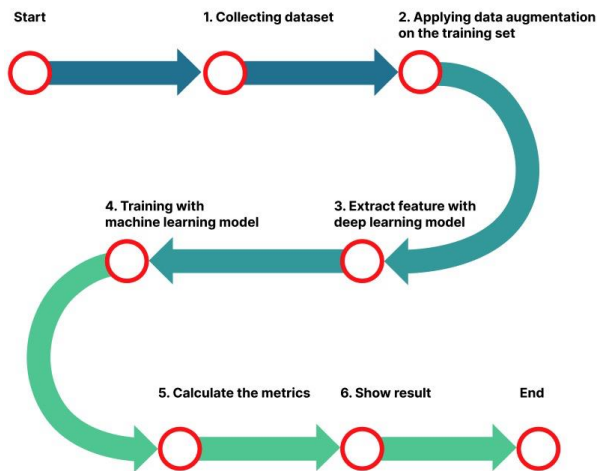 Start
1. Collecting dataset
2. Applying data augmentation
on the training set
4. Training with
machine learning model
3. Extract feature with
deep learning model
5. Calculate the metrics
6. Show result
End